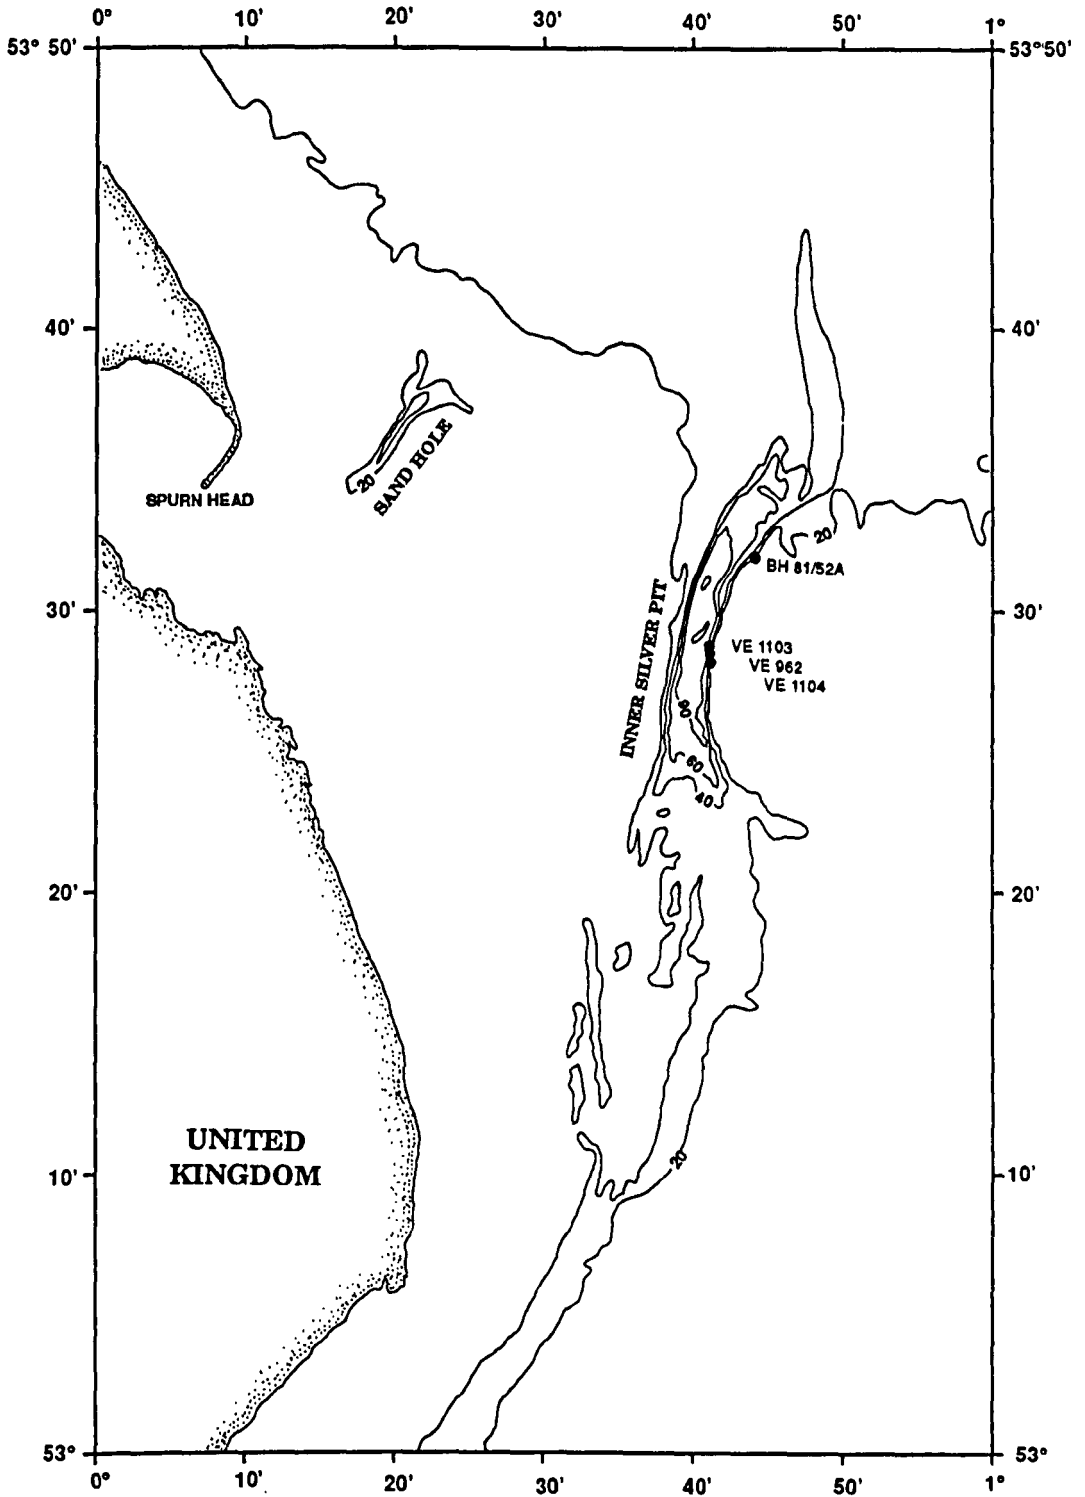 0° 10' 20' 30' 40' 50' 1°
53° 50' 53°50'
40' 40'
SAND HOLE
20
SPURN HEAD
20
BH 81/52A
30' 30'
INNER SILVER PIT
VE 1103
VE 962
VE 1104
60
40
20' 20'
UNITED
KINGDOM
20
10' 10'
53° 53°
0° 10' 20' 30' 40' 50' 1°